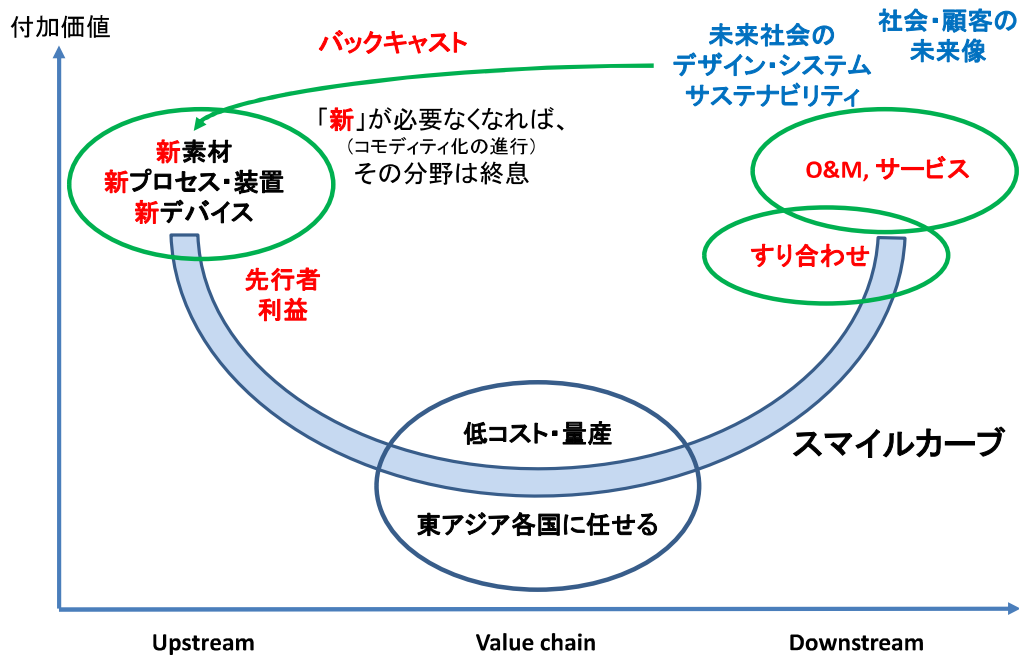 付加価値
バックキャスト
未来社会の
デザイン・システム
サステナビリティ
社会・顧客の
未来像
「新」が必要なくなれば、
（コモディティ化の進行）
その分野は終息
新素材
新プロセス・装置
新デバイス
O&M, サービス
すり合わせ
先行者
利益
低コスト・量産
スマイルカーブ
東アジア各国に任せる
Upstream
Value chain
Downstream